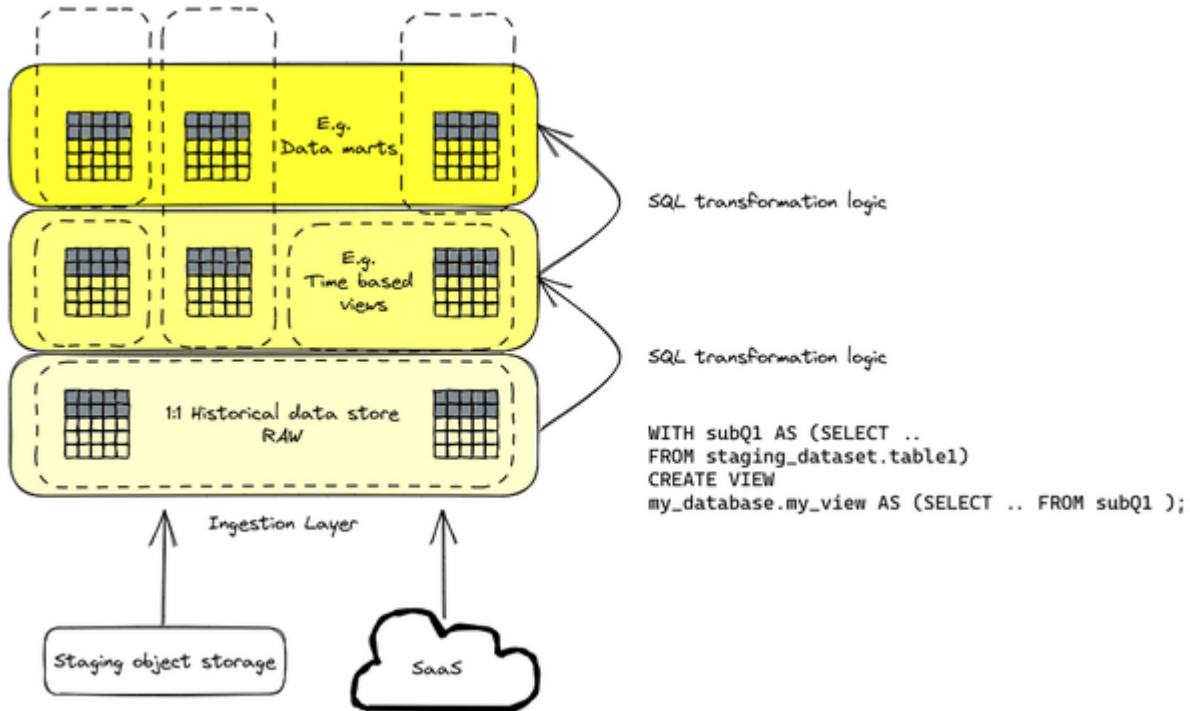 E.g.
Data marts
SQL transformation logic
E.g.
Time based
views
SQL transformation logic
1:1 Historical data store
RAW
WITH subQ1 AS (SELECT ..
FROM staging_dataset.table1)
CREATE VIEW
my_database.my_view AS (SELECT .. FROM subQ1 );
Ingestion Layer
Staging object storage
SaaS